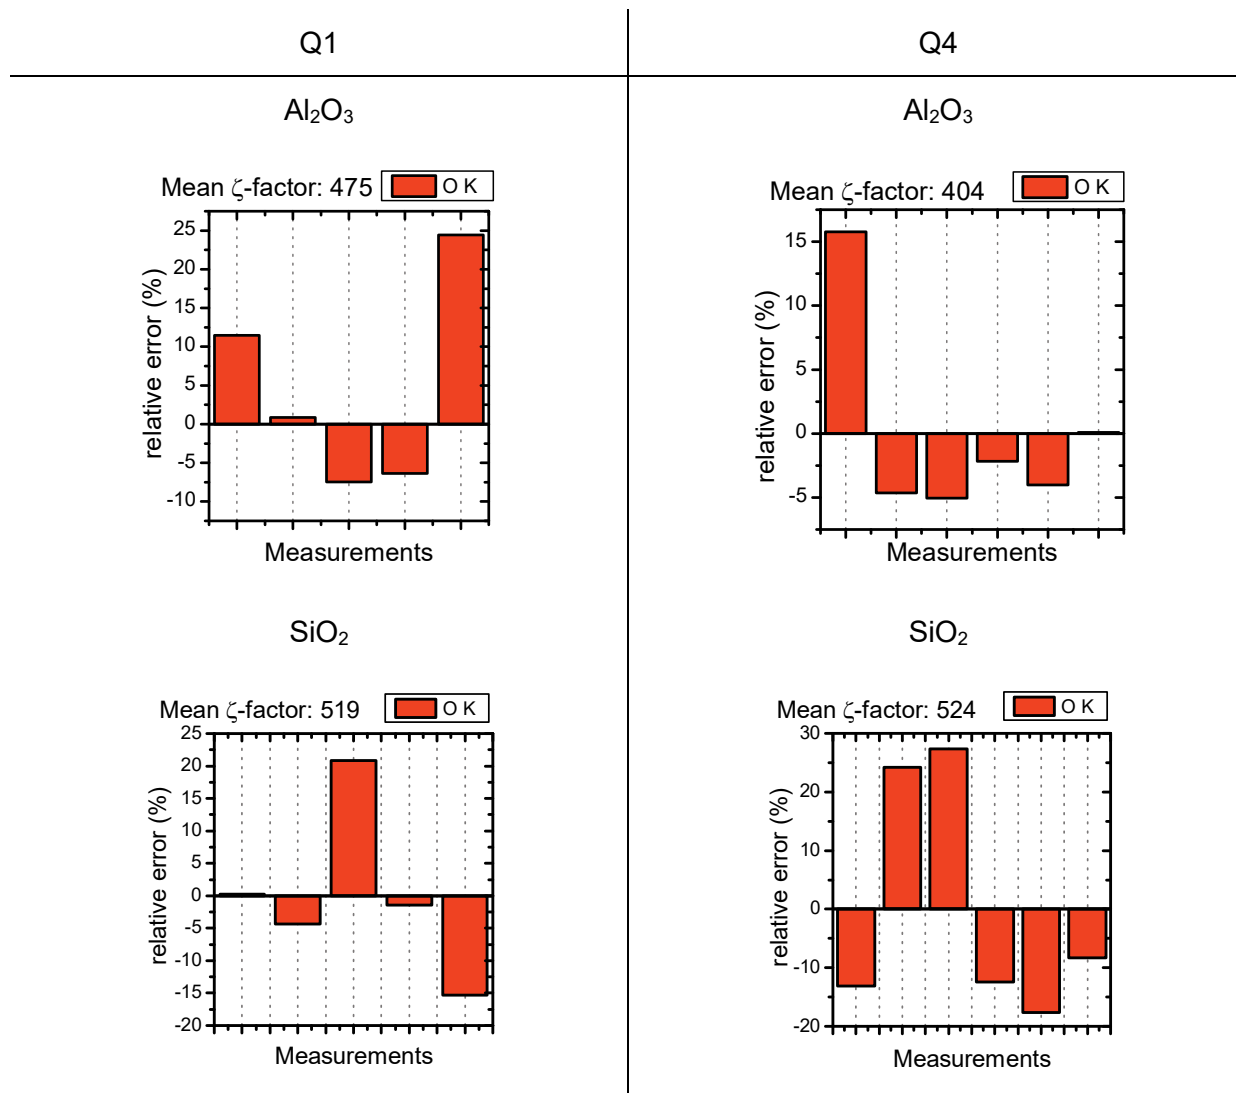 Q1
Q4
Al₂O₃
Al₂O₃
Mean ζ-factor: 475
O K
25
20
15
10
5
0
-5
-10
relative error (%)
Measurements
Mean ζ-factor: 404
O K
15
10
5
0
-5
relative error (%)
Measurements
SiO₂
SiO₂
Mean ζ-factor: 519
O K
25
20
15
10
5
0
-5
-10
-15
-20
relative error (%)
Measurements
Mean ζ-factor: 524
O K
30
20
10
0
-10
-20
relative error (%)
Measurements